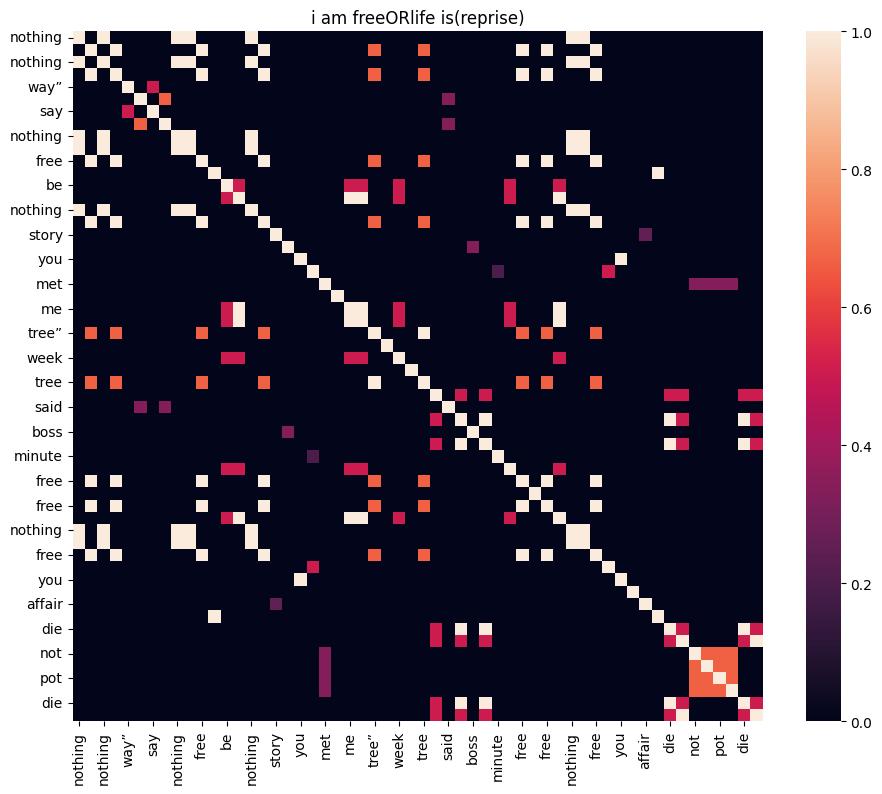 i am freeORlife is(reprise)
nothing
nothing
way”
say
nothing
free
be
nothing
story
you
met
me
tree”
week
tree
said
boss
minute
free
free
nothing
free
you
affair
die
not
pot
die
1.0
0.8
0.6
0.4
0.2
0.0
nothing
nothing
way”
say
nothing
free
be
nothing
story
you
met
me
tree”
week
tree
said
boss
minute
free
free
nothing
free
you
affair
die
not
pot
die